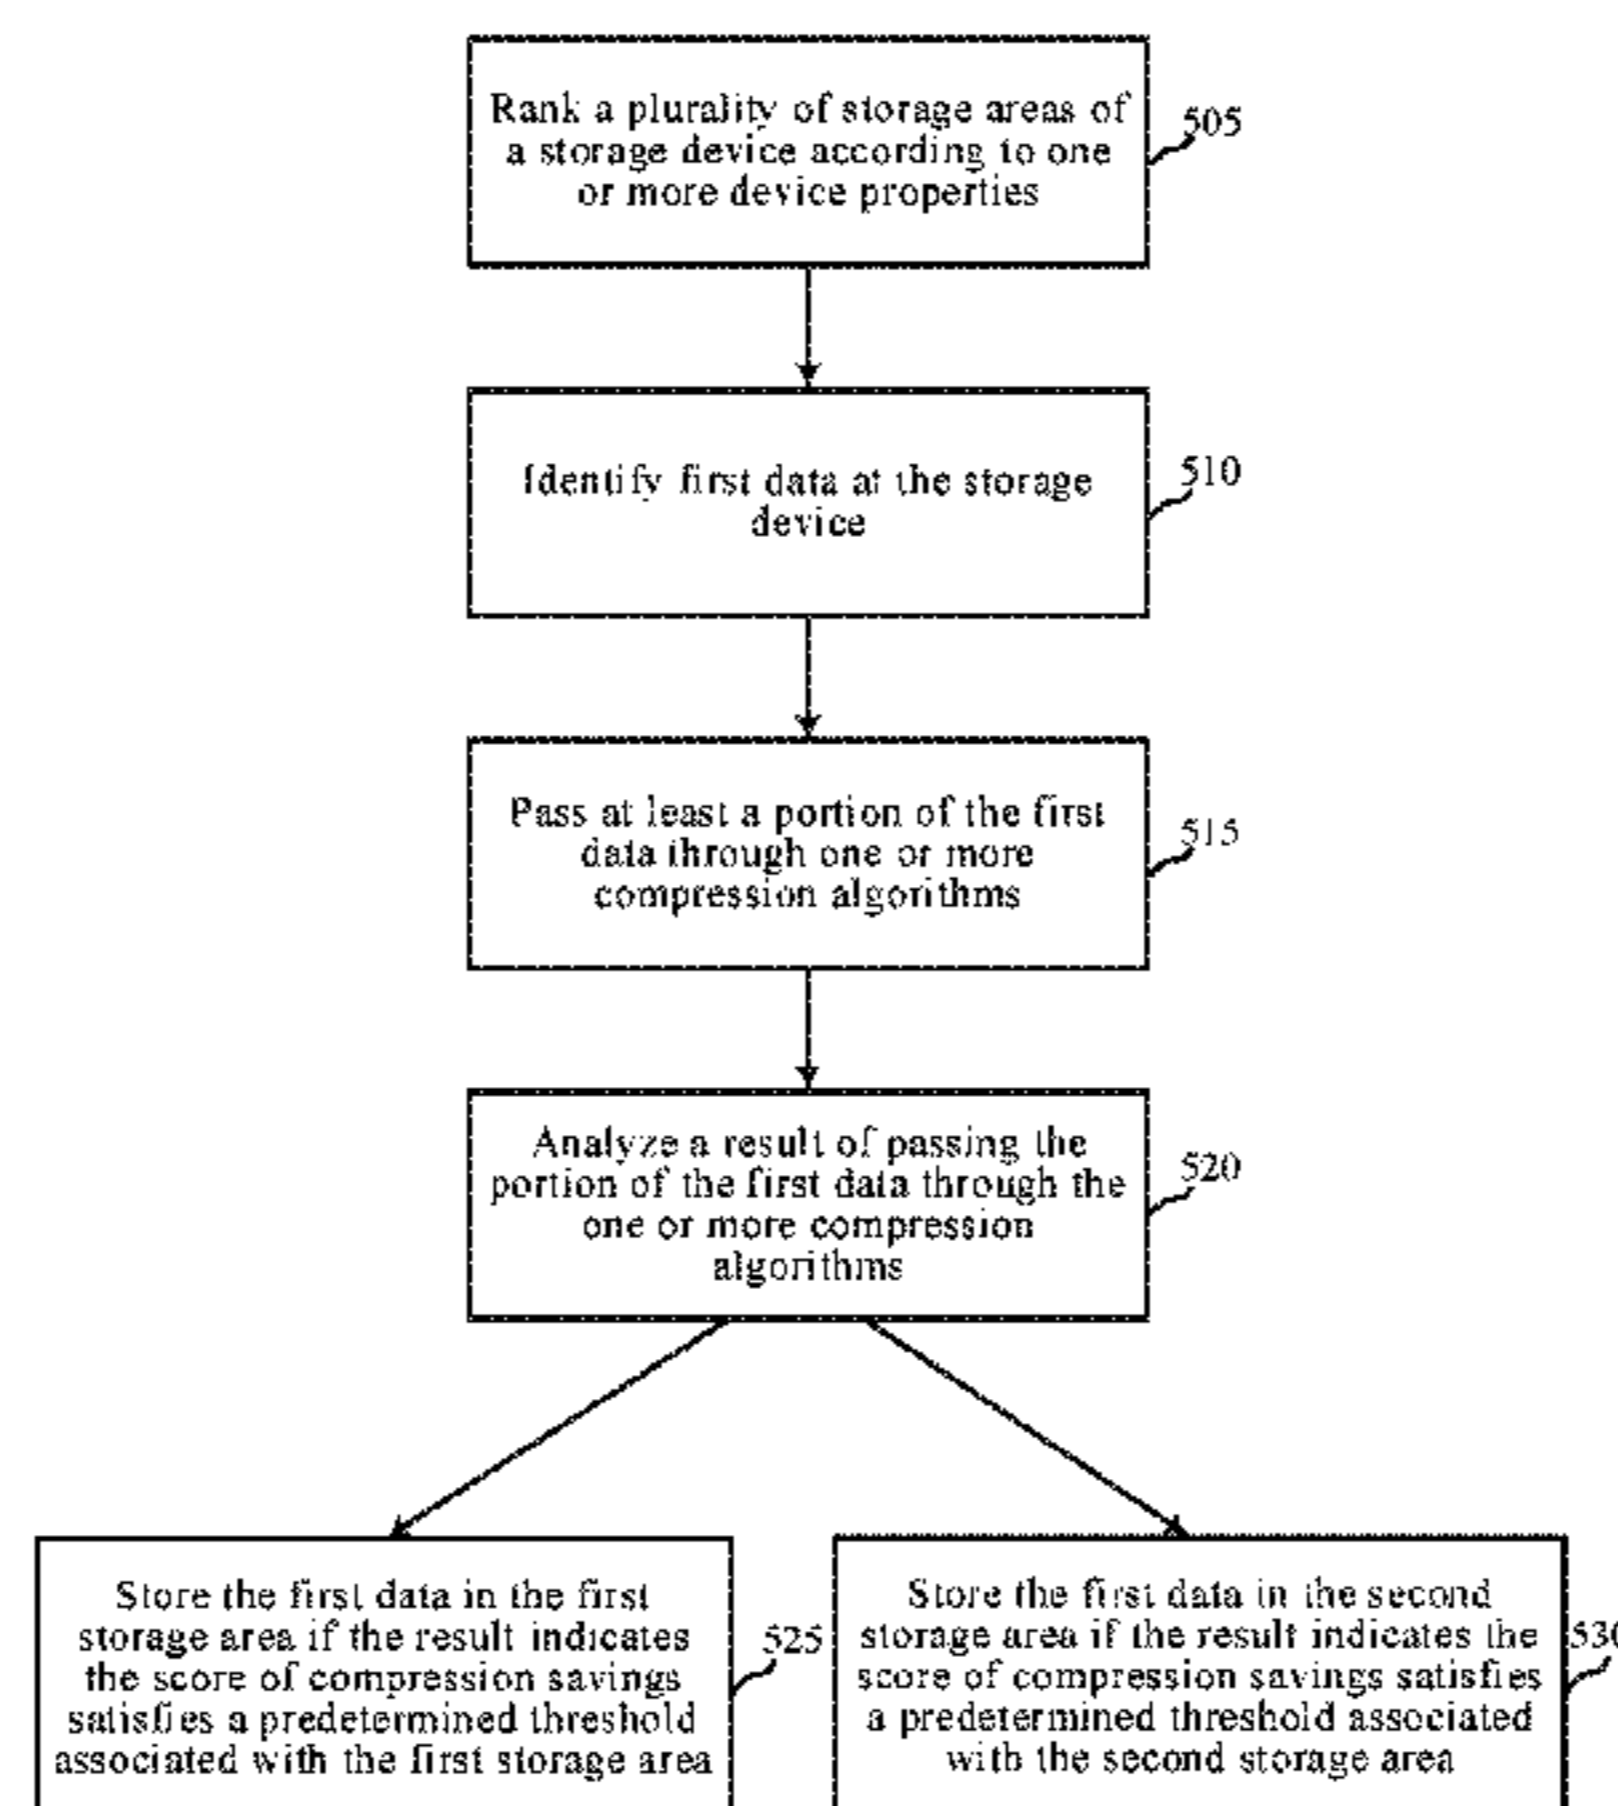 Rank a plurality of storage areas of
a storage device according to one
or more device properties
505
Identify first data at the storage
device
510
Pass at least a portion of the first
data through one or more
compression algorithms
515
Analyze a result of passing the
portion of the first data through the
one or more compression
algorithms
520
Store the first data in the first
storage area if the result indicates
the score of compression savings
satisfies a predetermined threshold
associated with the first storage area
525
Store the first data in the second
storage area if the result indicates the
score of compression savings satisfies
a predetermined threshold associated
with the second storage area
530